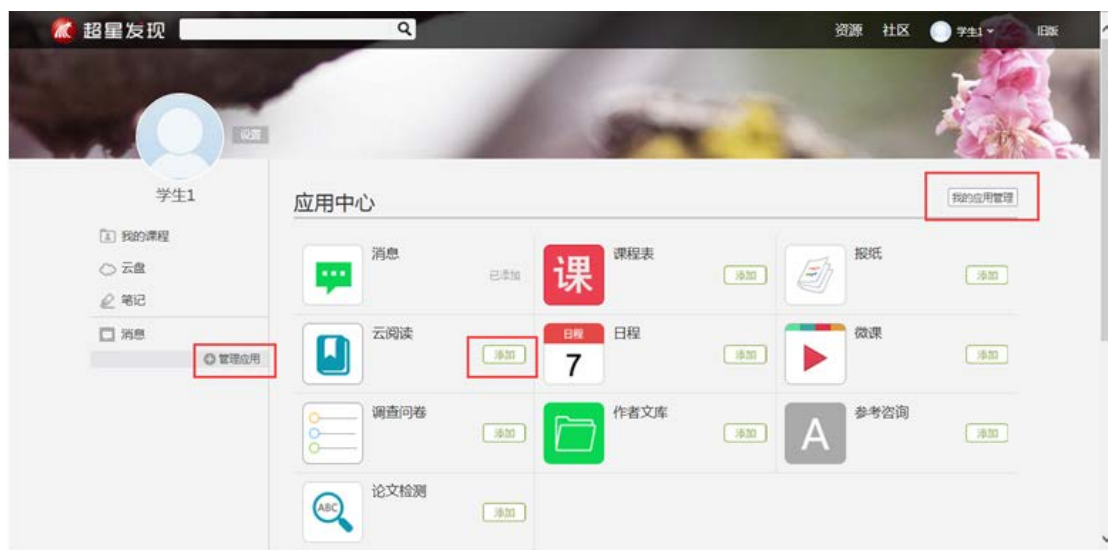 超星发现
资源 社区 学生1 旧版
设置
学生1
我的课程
云盘
笔记
消息
管理应用
应用中心
我的应用管理
消息
已添加
课
课程表
添加
报纸
添加
云阅读
添加
日程
7
日程
添加
微课
添加
调查问卷
添加
作者文库
添加
A
参考咨询
添加
ABC
论文检测
添加